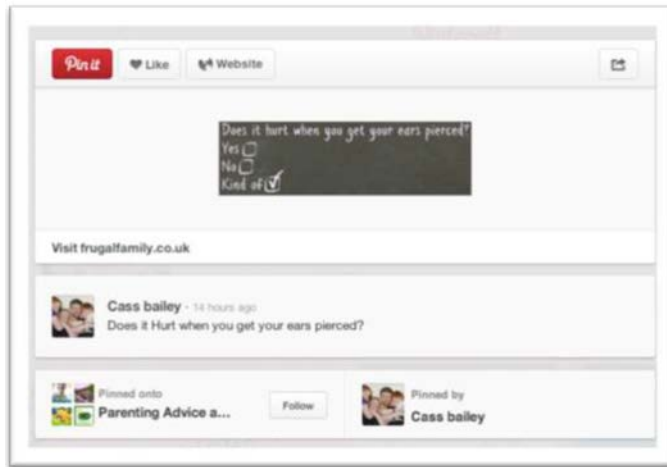 Pin it Like Website
Does it hurt when you get your ears pierced?
Yes
No
Kind of
Visit frugalfamily.co.uk
Cass bailey - 14 hours ago
Does it Hurt when you get your ears pierced?
Pinned onto
Parenting Advice a...
Follow
Pinned by
Cass bailey